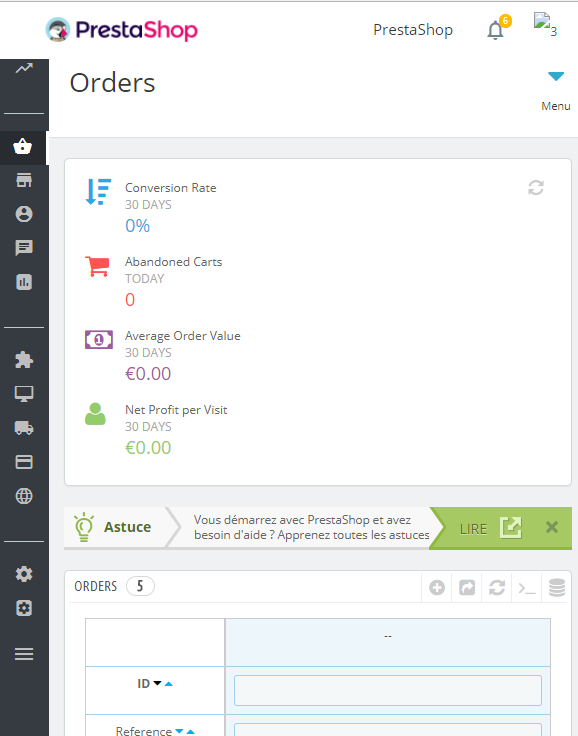 PrestaShop
PrestaShop
6
3
Orders
Menu
Conversion Rate
30 DAYS
0%
Abandoned Carts
TODAY
0
1
Average Order Value
30 DAYS
€0.00
Net Profit per Visit
30 DAYS
€0.00
Astuce
Vous démarrez avec PrestaShop et avez
besoin d'aide ? Apprenez toutes les astuces
LIRE
ORDERS 5
--
ID
Reference